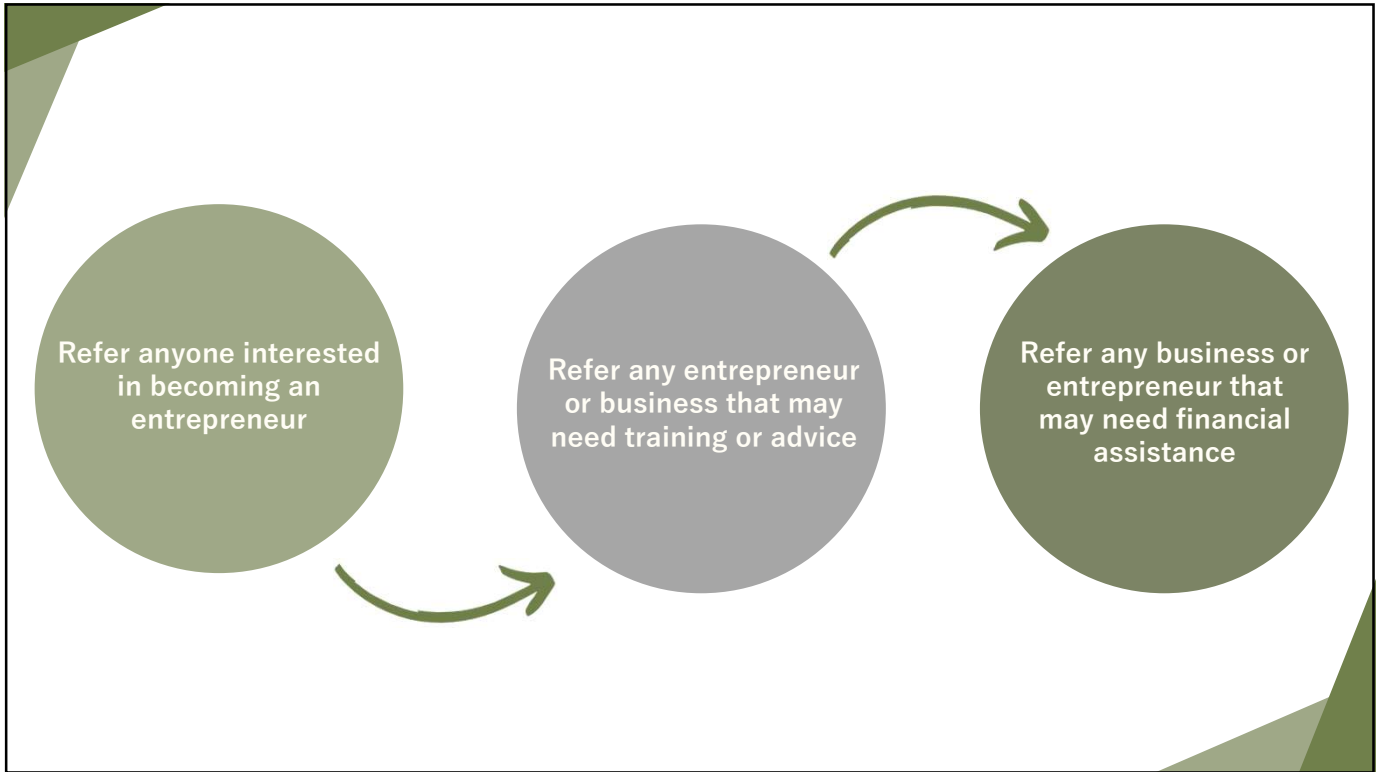 Refer anyone interested
in becoming an
entrepreneur
Refer any entrepreneur
or business that may
need training or advice
Refer any business or
entrepreneur that
may need financial
assistance